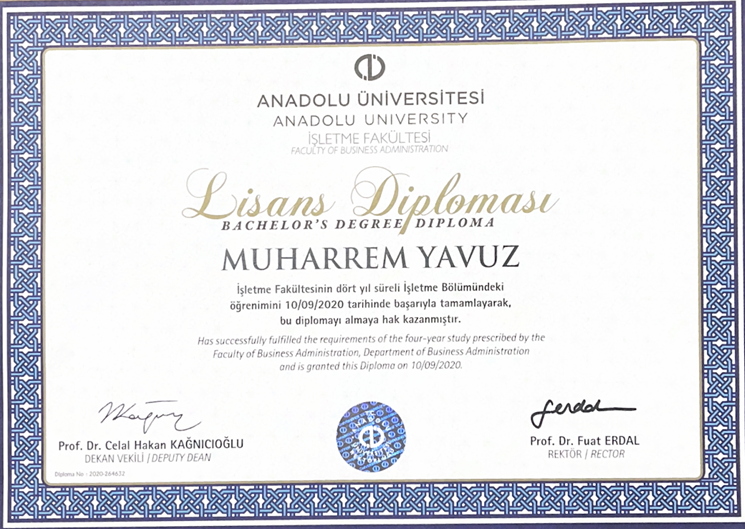 ANADOLU ÜNİVERSİTESİ
ANADOLU UNIVERSITY
İŞLETME FAKÜLTESİ
FACULTY OF BUSINESS ADMINISTRATION
Lisans Diploması
BACHELOR'S DEGREE DIPLOMA
MUHARREM YAVUZ
İşletme Fakültesinin dört yıl süreli İşletme Bölümündeki
öğrenimini 10/09/2020 tarihinde başarıyla tamamlayarak,
bu diplomayı almaya hak kazanmıştır.
Has successfully fulfilled the requirements of the four-year study prescribed by the
Faculty of Business Administration, Department of Business Administration
and is granted this Diploma on 10/09/2020.
Prof. Dr. Celal Hakan KAĞNICIOĞLU
DEKAN VEKİLİ / DEPUTY DEAN
Diploma No : 2020-264632
Prof. Dr. Fuat ERDAL
REKTÖR / RECTOR